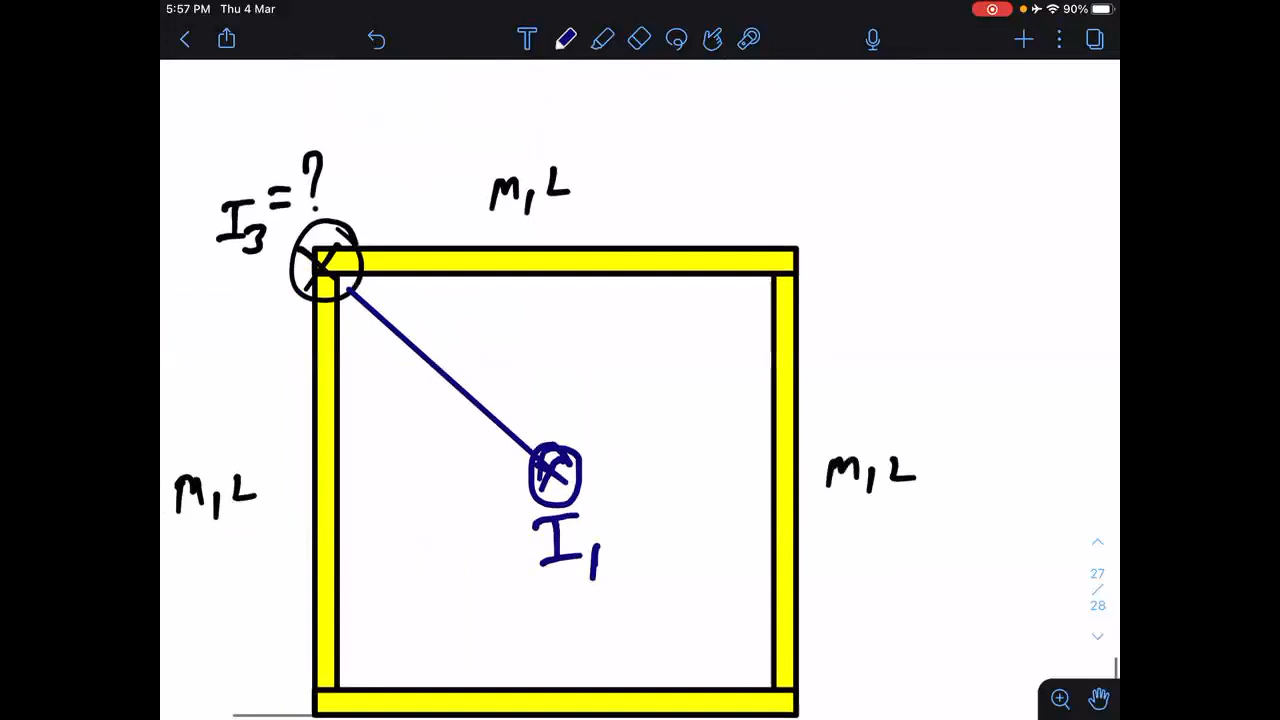 5:57 PM Thu 4 Mar
90%
T
I3 = ?
M, L
M, L
M, L
I1
27
/
28